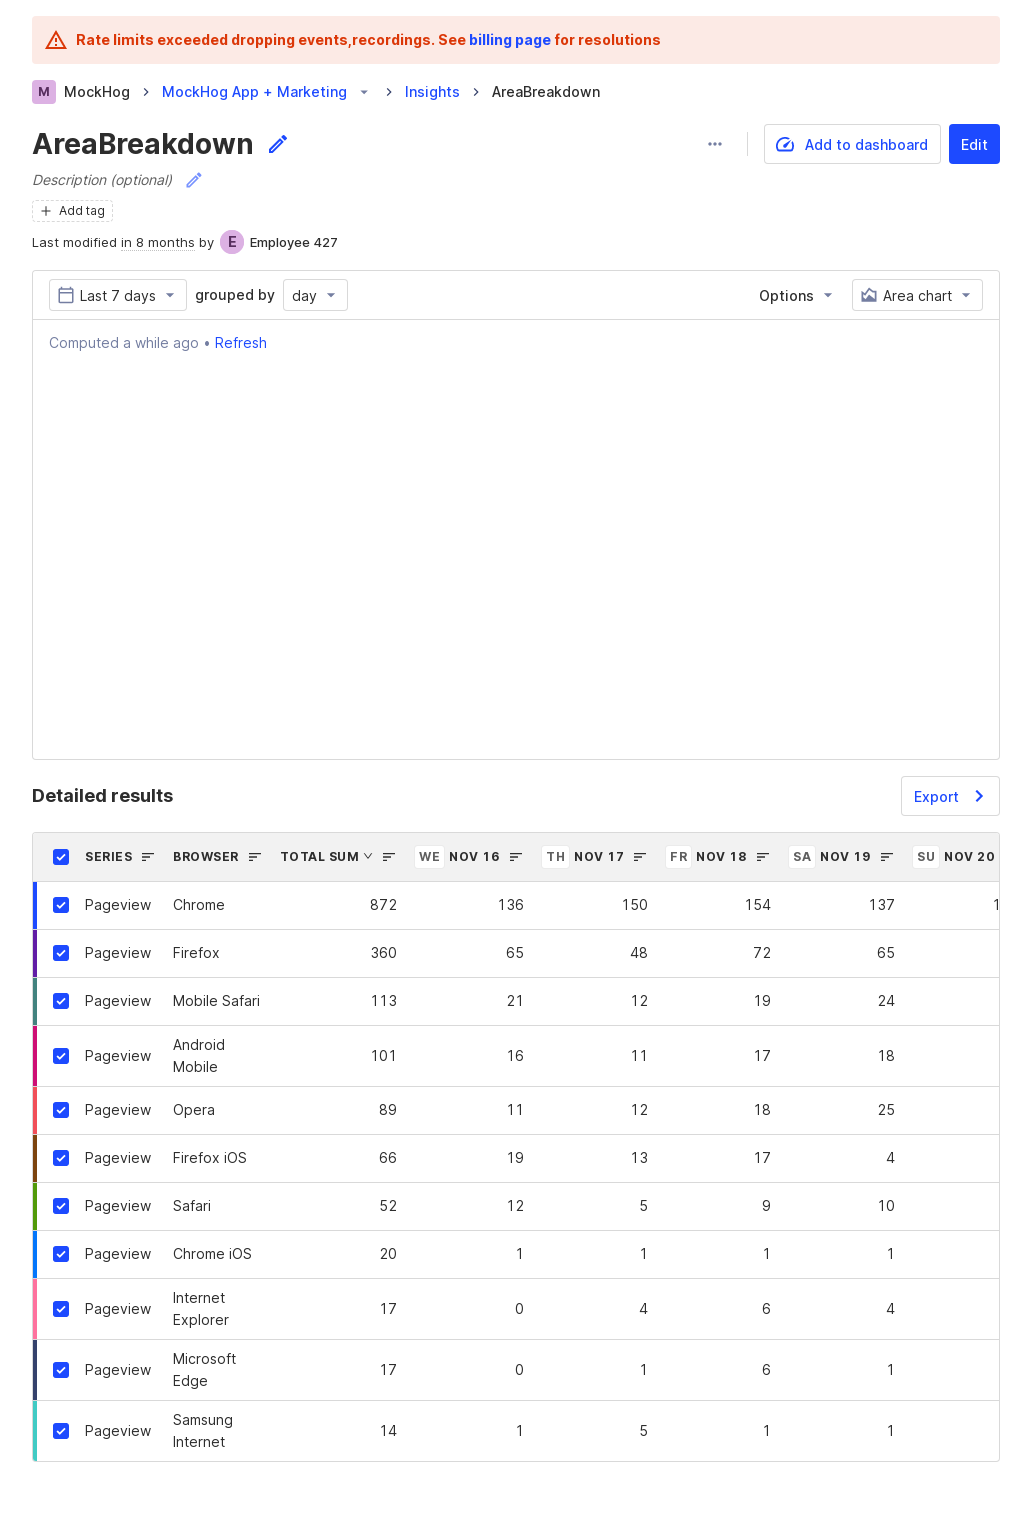 Rate limits exceeded dropping events,recordings. See billing page for resolutions
M MockHog MockHog App + Marketing Insights AreaBreakdown
AreaBreakdown
Add to dashboard Edit
Description (optional)
Add tag
Last modified in 8 months by E Employee 427
Last 7 days grouped by day Options Area chart
Computed a while ago • Refresh
Detailed results Export
SERIES BROWSER TOTAL SUM WE NOV 16 TH NOV 17 FR NOV 18 SA NOV 19 SU NOV 20
Pageview Chrome 872 136 150 154 137
Pageview Firefox 360 65 48 72 65
Pageview Mobile Safari 113 21 12 19 24
Pageview Android Mobile 101 16 11 17 18
Pageview Opera 89 11 12 18 25
Pageview Firefox iOS 66 19 13 17 4
Pageview Safari 52 12 5 9 10
Pageview Chrome iOS 20 1 1 1 1
Pageview Internet Explorer 17 0 4 6 4
Pageview Microsoft Edge 17 0 1 6 1
Pageview Samsung Internet 14 1 5 1 1